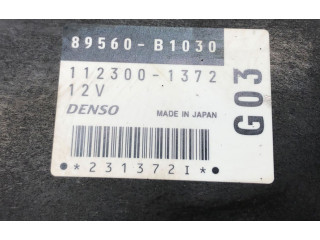 89560-B1030
112300-1372
12V
DENSO MADE IN JAPAN
*231372I*
G03